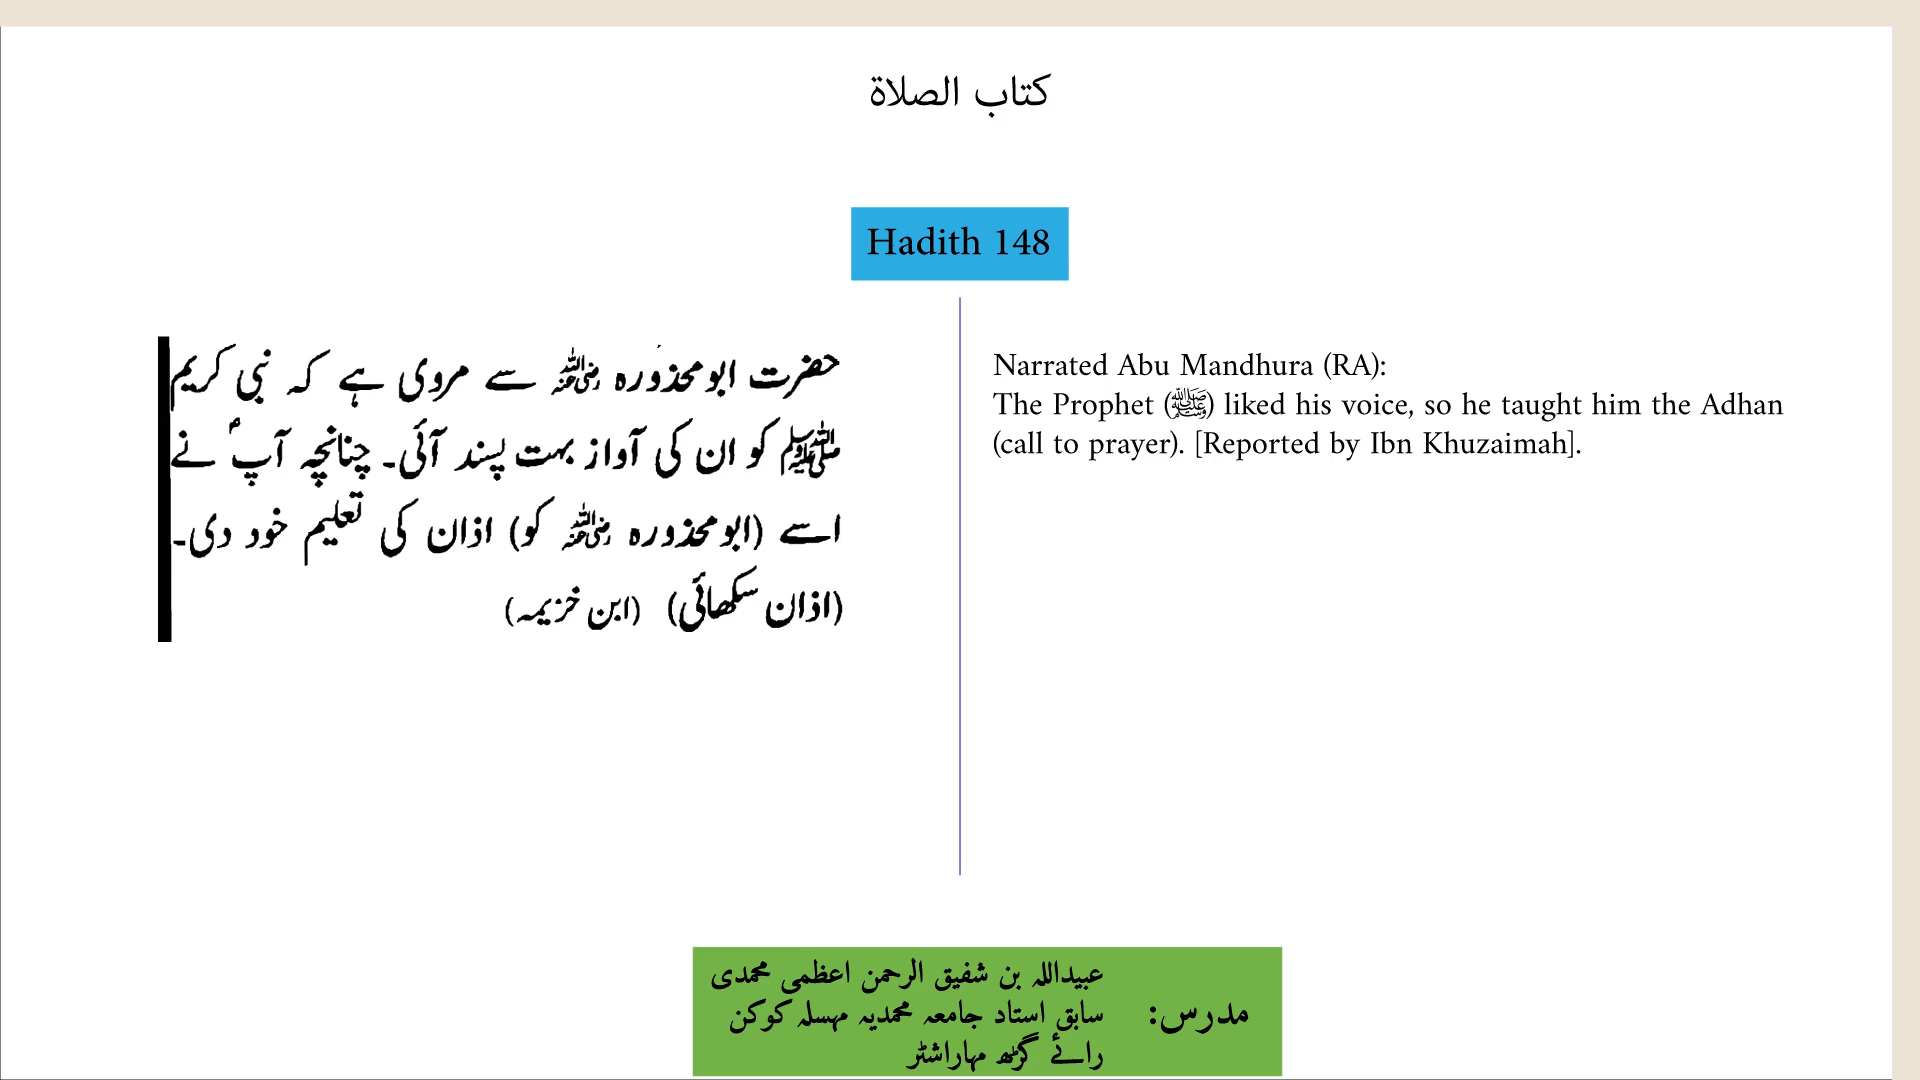 كتاب الصلاة
Hadith 148
حضرت ابومحذورہ رضی اللہ عنہ سے مروی ہے کہ نبی کریم
صلی اللہ علیہ وسلم کو ان کی آواز بہت پسند آئی۔ چنانچہ آپؐ نے
اسے (ابومحذورہ رضی اللہ عنہ کو) اذان کی تعلیم خود دی۔
(اذان سکھائی) (ابن خزیمہ)
Narrated Abu Mandhura (RA):
The Prophet (ﷺ) liked his voice, so he taught him the Adhan
(call to prayer). [Reported by Ibn Khuzaimah].
مدرس:
عبیداللہ بن شفیق الرحمن اعظمی محمدی
سابق استاد جامعہ محمدیہ مہسلہ کوکن
رائے گڑھ مہاراشٹر